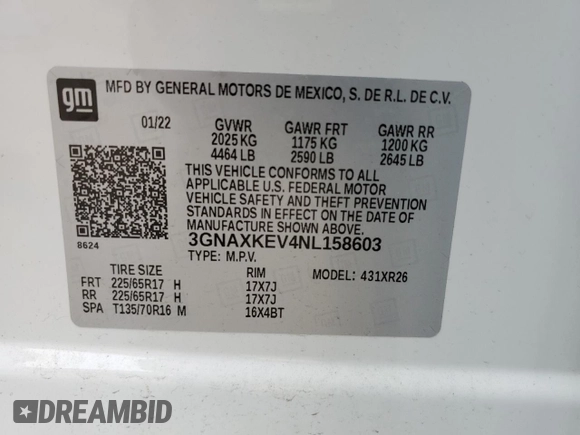 gm
MFD BY GENERAL MOTORS DE MEXICO, S. DE R.L. DE C.V.
01/22 GVWR GAWR FRT GAWR RR
2025 KG 1175 KG 1200 KG
4464 LB 2590 LB 2645 LB
THIS VEHICLE CONFORMS TO ALL
APPLICABLE U.S. FEDERAL MOTOR
VEHICLE SAFETY AND THEFT PREVENTION
STANDARDS IN EFFECT ON THE DATE OF
MANUFACTURE SHOWN ABOVE.
8624 3GNAXKEV4NL158603
TYPE: M.P.V.
TIRE SIZE RIM MODEL: 431XR26
FRT 225/65R17 H 17X7J
RR 225/65R17 H 17X7J
SPA T135/70R16 M 16X4BT
DREAMBID